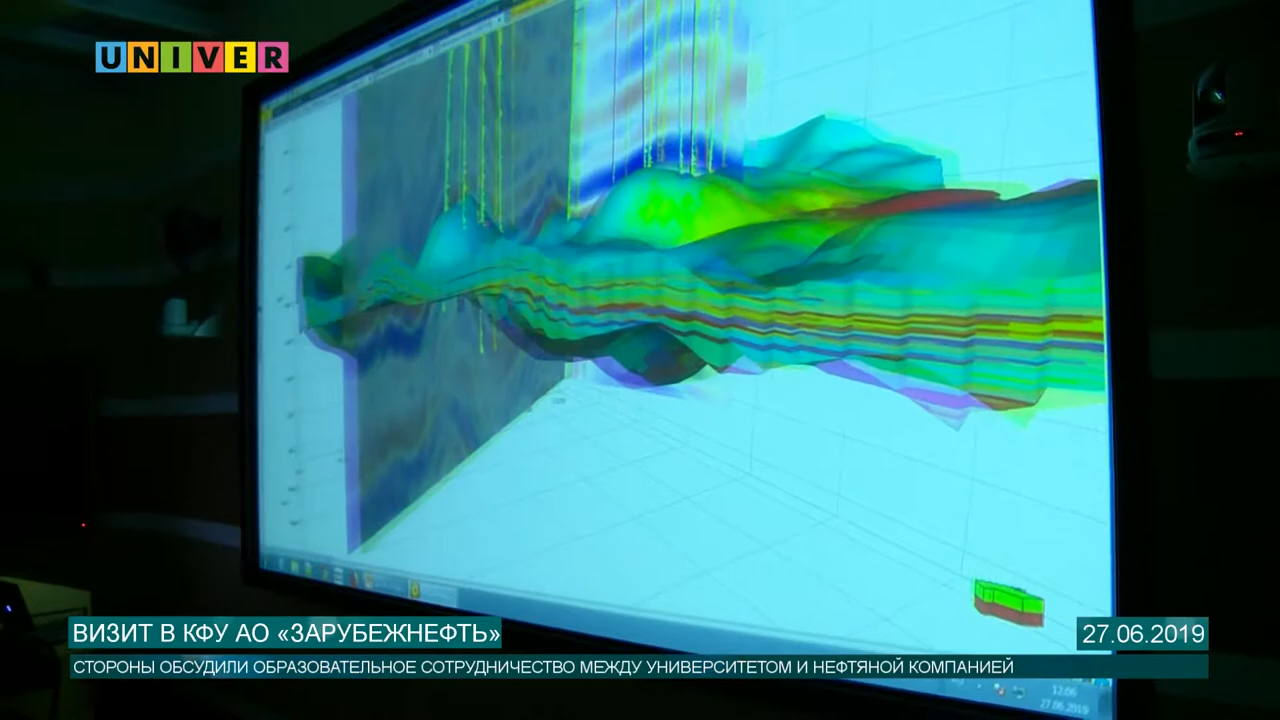 UNIVER
ВИЗИТ В КФУ АО «ЗАРУБЕЖНЕФТЬ»
27.06.2019
СТОРОНЫ ОБСУДИЛИ ОБРАЗОВАТЕЛЬНОЕ СОТРУДНИЧЕСТВО МЕЖДУ УНИВЕРСИТЕТОМ И НЕФТЯНОЙ КОМПАНИЕЙ
12:06
27.06.2019